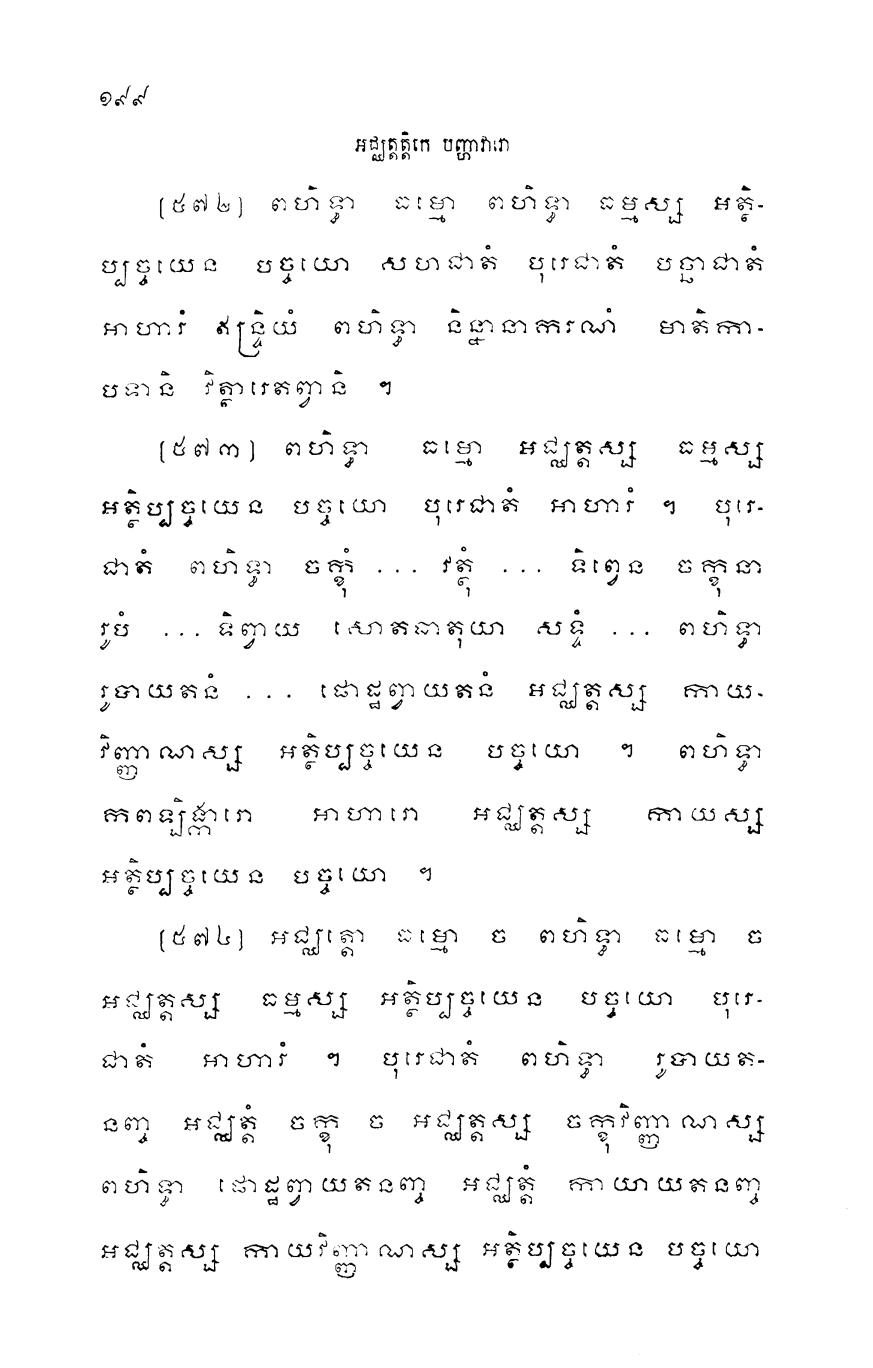 ១៩៩
អជ្ឈត្តត្តិកេ បញ្ហាវារោ
[៥៧២] ពហិទ្ធា ធម្មោ ពហិទ្ធា ធម្មស្ស អត្ថិ-
ប្បច្ចយេន បច្ចយោ សហជាតំ បុរេជាតំ បច្ឆាជាតំ
អាហារំ ឥន្ទ្រិយំ ពហិទ្ធា និន្នានាករណំ មាតិកា-
បទានិ វិត្ថារេតព្វានិ ។
[៥៧៣] ពហិទ្ធា ធម្មោ អជ្ឈត្តស្ស ធម្មស្ស
អត្ថិប្បច្ចយេន បច្ចយោ បុរេជាតំ អាហារំ ។ បុរេ-
ជាតំ ពហិទ្ធា ចក្ខុំ ... វត្ថុំ ... ទិព្វេន ចក្ខុនា
រូបំ ... ទិព្វាយ សោតធាតុយា សទ្ទំ ... ពហិទ្ធា
រូបាយតនំ ... ផោដ្ឋព្វាយតនំ អជ្ឈត្តស្ស កាយ-
វិញ្ញាណស្ស អត្ថិប្បច្ចយេន បច្ចយោ ។ ពហិទ្ធា
កពឡិង្ការោ អាហារោ អជ្ឈត្តស្ស កាយស្ស
អត្ថិប្បច្ចយេន បច្ចយោ ។
[៥៧៤] អជ្ឈត្តោ ធម្មោ ច ពហិទ្ធា ធម្មោ ច
អជ្ឈត្តស្ស ធម្មស្ស អត្ថិប្បច្ចយេន បច្ចយោ បុរេ-
ជាតំ អាហារំ ។ បុរេជាតំ ពហិទ្ធា រូបាយត-
នញ្ច អជ្ឈត្តំ ចក្ខុ ច អជ្ឈត្តស្ស ចក្ខុវិញ្ញាណស្ស
ពហិទ្ធា ផោដ្ឋព្វាយតនញ្ច អជ្ឈត្តំ កាយាយតនញ្ច
អជ្ឈត្តស្ស កាយវិញ្ញាណស្ស អត្ថិប្បច្ចយេន បច្ចយោ